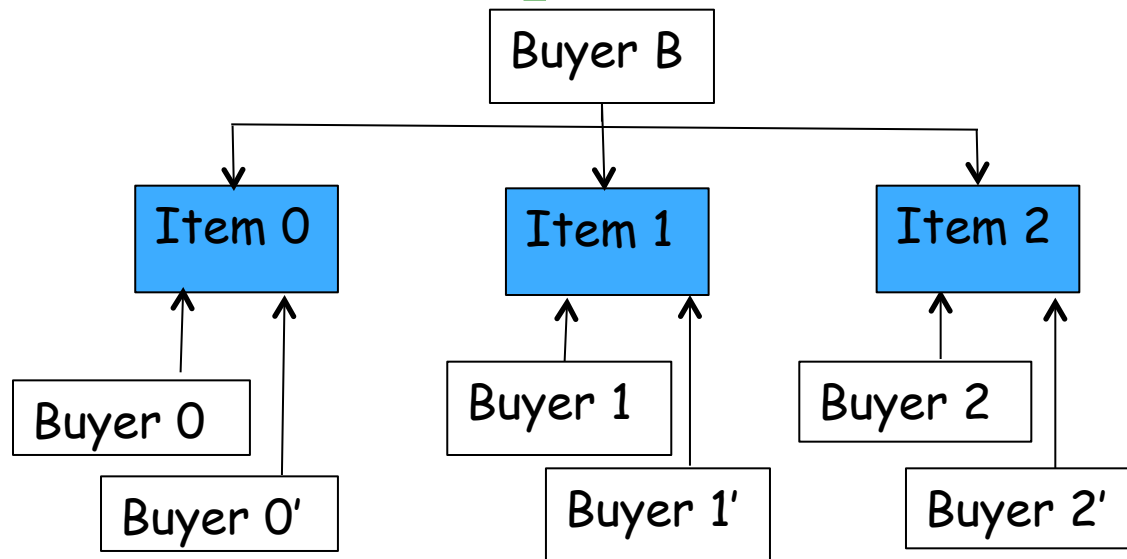 Buyer B
Item 0
Item 1
Item 2
Buyer 0
Buyer 1
Buyer 2
Buyer 0’
Buyer 1’
Buyer 2’